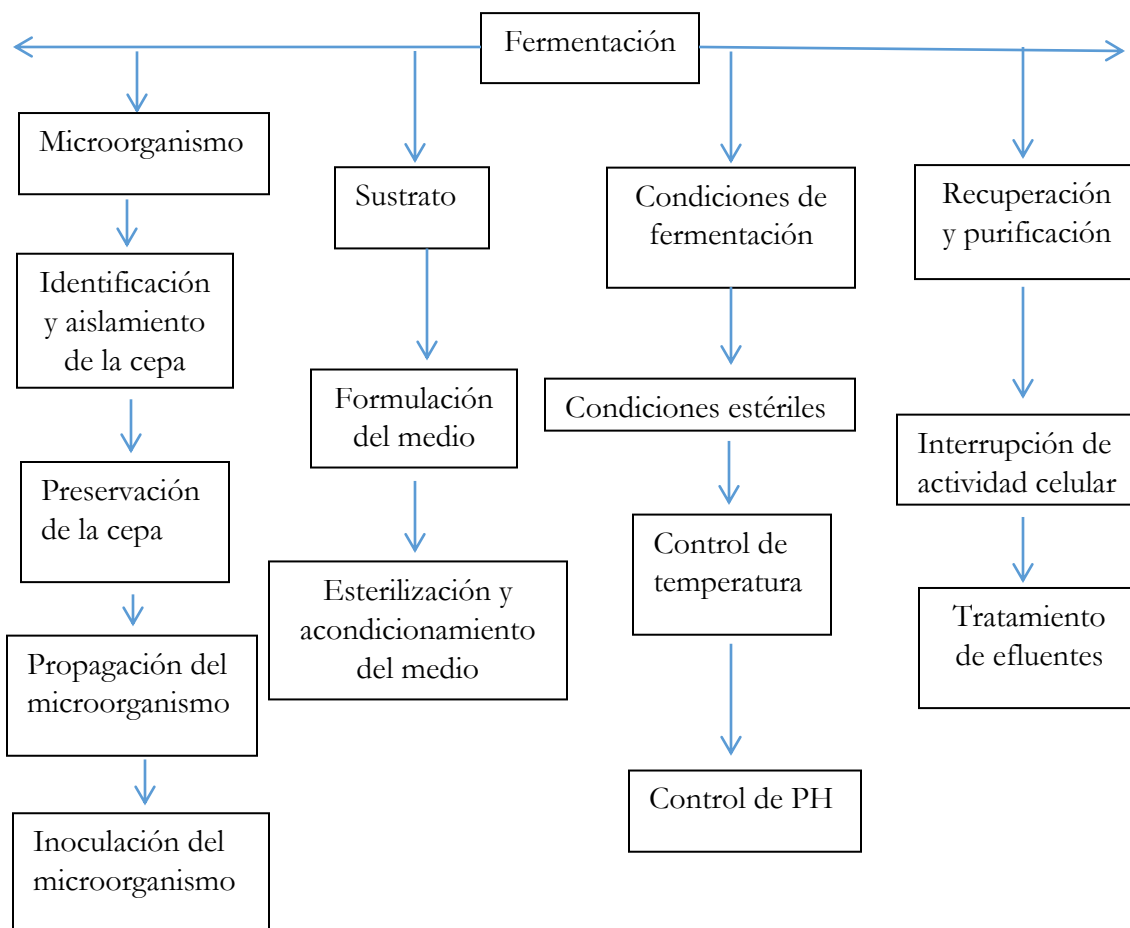 Fermentación
Microorganismo
Identificación
y aislamiento
de la cepa
Preservación
de la cepa
Propagación del
microorganismo
Inoculación del
microorganismo
Sustrato
Formulación
del medio
Esterilización y
acondicionamiento
del medio
Condiciones de
fermentación
Condiciones estériles
Control de
temperatura
Control de PH
Recuperación
y purificación
Interrupción de
actividad celular
Tratamiento
de efluentes